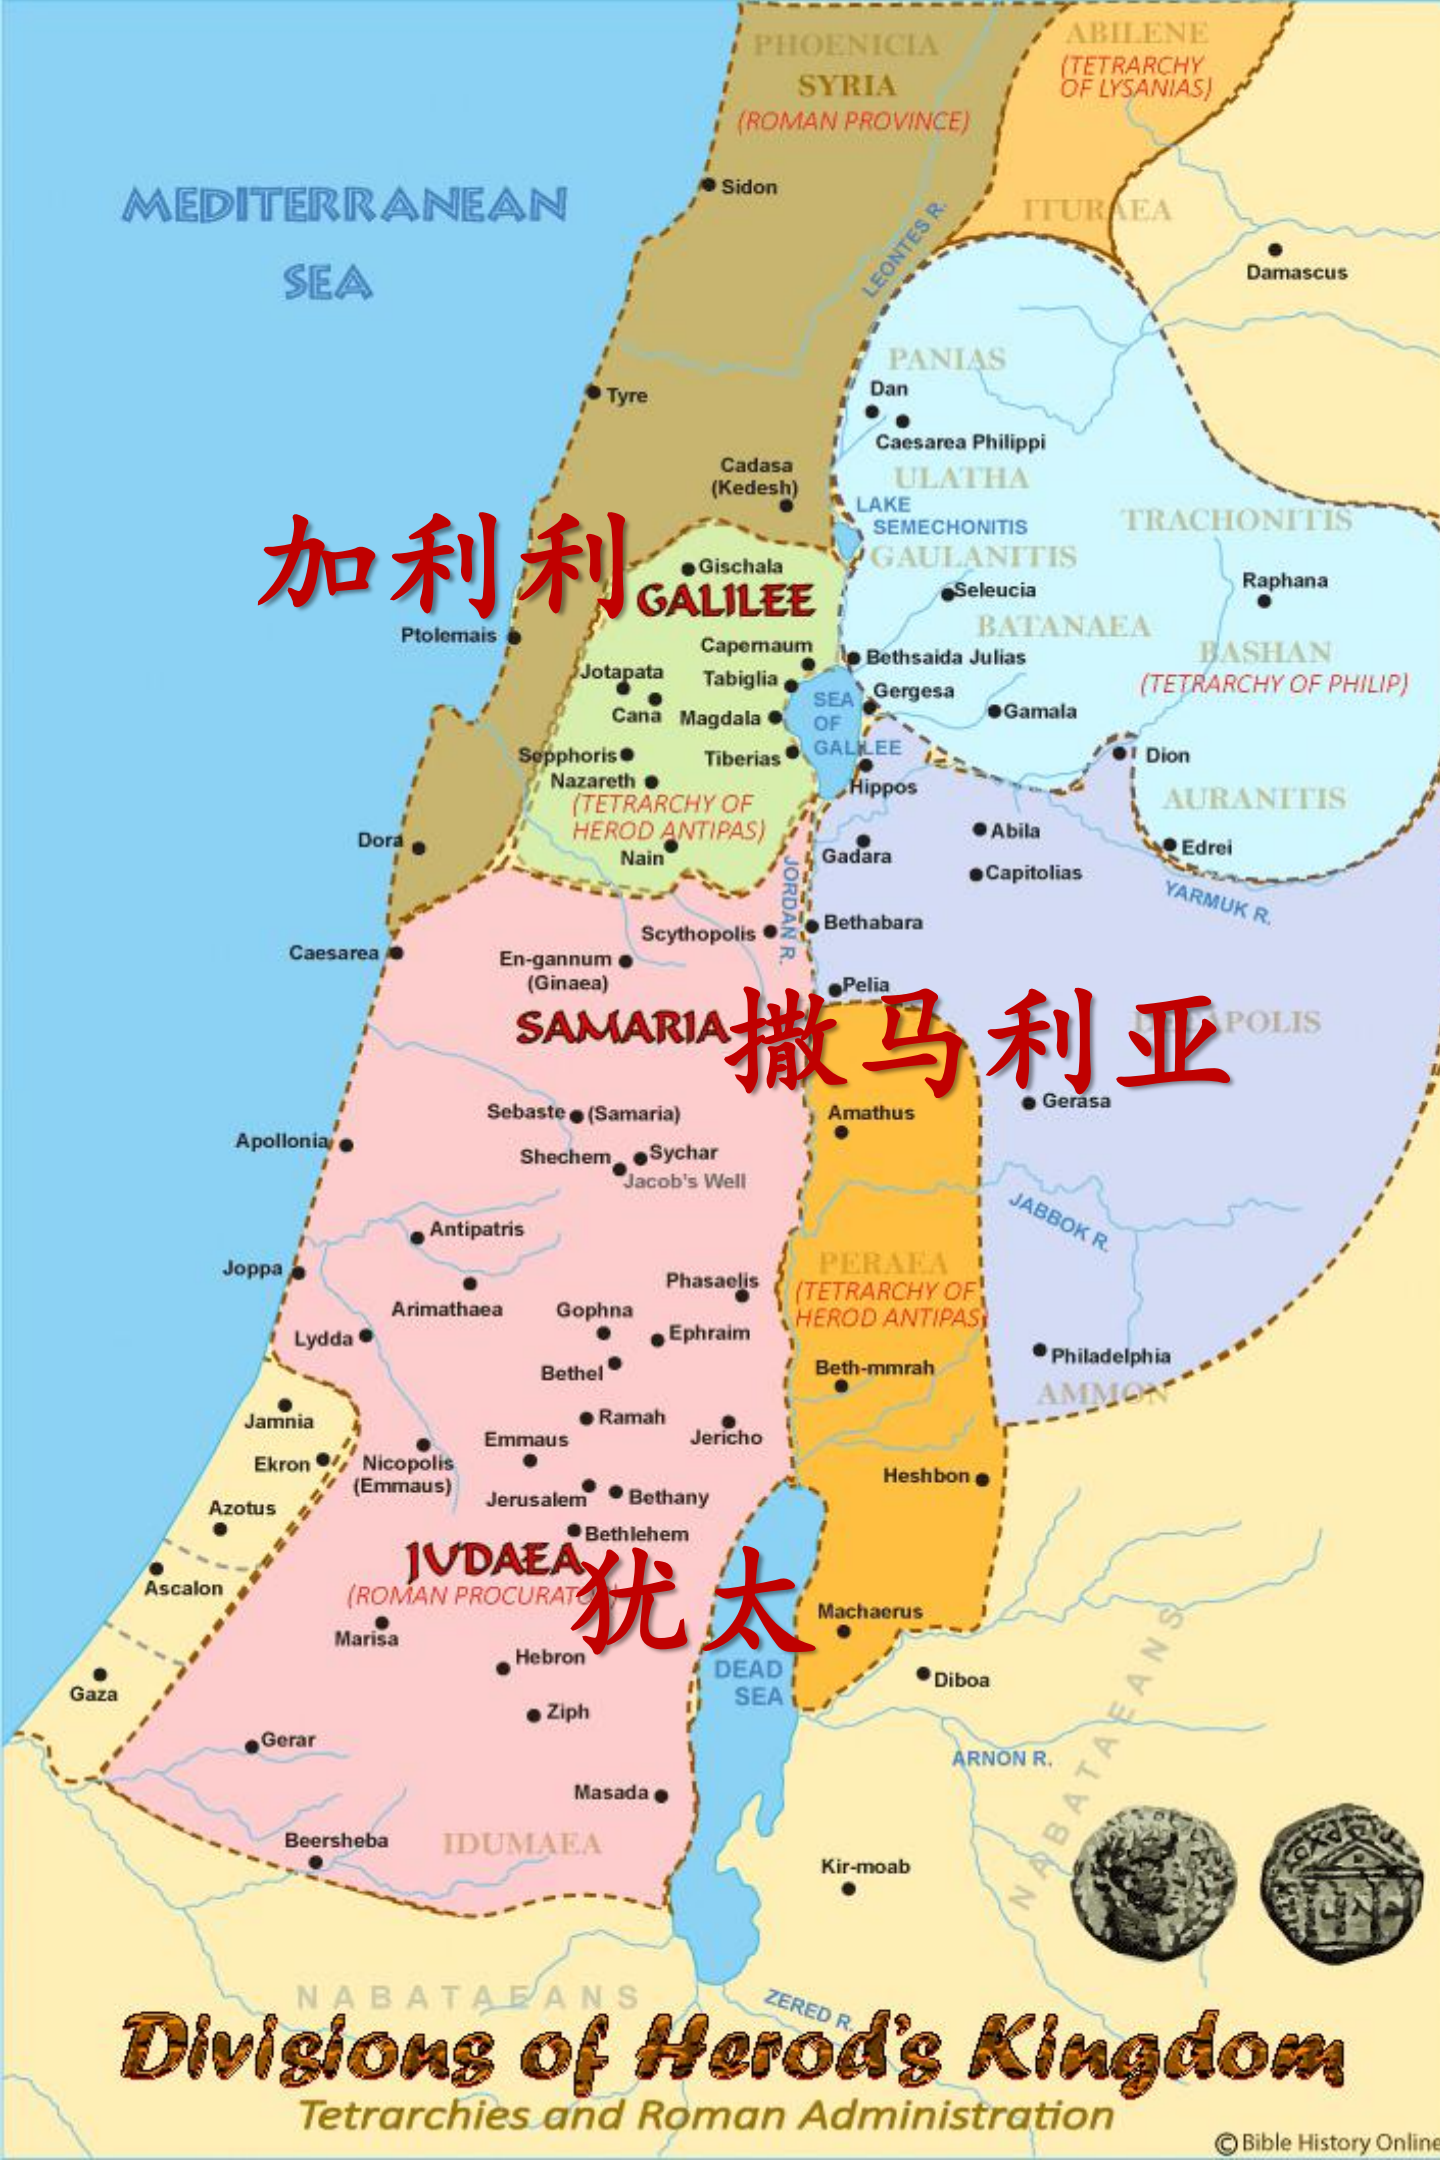 PHOENICIA
SYRIA
(ROMAN PROVINCE)
ABILENE
(TETRARCHY
OF LYSANIAS)
MEDITERRANEAN
SEA
Sidon
ITURAEA
LEONTES R.
Damascus
PANIAS
Dan
Tyre
Caesarea Philippi
Cadasa
(Kedesh)
ULATHA
LAKE
SEMECHONITIS
TRACHONITIS
加利利
GAULANITIS
Gischala
GALILEE
Seleucia
Raphana
Ptolemais
BATANAEA
Capernaum
Bethsaida Julias
BASHAN
(TETRARCHY OF PHILIP)
Jotapata
Tabiglia
Gergesa
SEA
OF
GALILEE
Cana
Magdala
Gamala
Sepphoris
Tiberias
Dion
Nazareth
Hippos
(TETRARCHY OF
HEROD ANTIPAS)
AURANITIS
Dora
Nain
Gadara
Abila
Edrei
Capitolias
JORDAN R.
YARMUK R.
Caesarea
Scythopolis
Bethabara
En-gannum
(Ginaea)
Pelia
SAMARIA
撒马利亚
DECAPOLIS
Sebaste
(Samaria)
Amathus
Gerasa
Apollonia
Shechem
Sychar
Jacob's Well
JABBOK R.
Antipatris
Joppa
Arimathaea
Phasaelis
PERAEA
(TETRARCHY OF
HEROD ANTIPAS
Gophna
Ephraim
Lydda
Bethel
Beth-mmrah
Philadelphia
AMMON
Jamnia
Ramah
Jericho
Emmaus
Ekron
Nicopolis
(Emmaus)
Heshbon
Jerusalem
Bethany
Azotus
Bethlehem
JUDAEA
犹太
(ROMAN PROCURATOR)
Ascalon
Marisa
Machaerus
Hebron
DEAD
SEA
Gaza
Diboa
Ziph
Gerar
ARNON R.
NABATAEANS
Masada
Beersheba
IDUMAEA
Kir-moab
NABATAEANS
ZERED R.
Divisions of Herod's Kingdom
Tetrarchies and Roman Administration
© Bible History Online